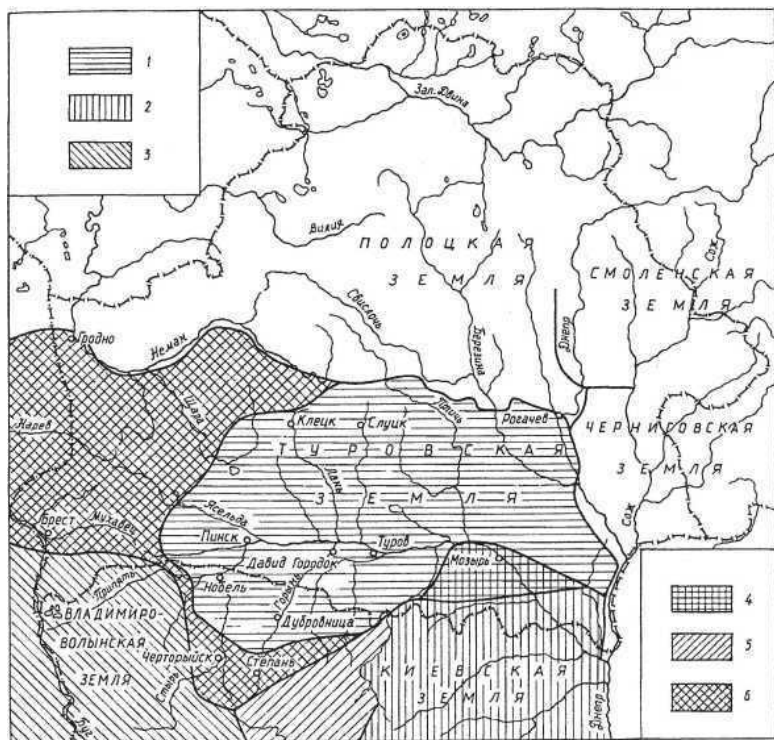 1
2
3
Зап. Двина
Вилия
ПОЛОЦКАЯ
ЗЕМЛЯ
СМОЛЕНСКАЯ
ЗЕМЛЯ
Сож
Свислочь
Березина
Днепр
Гродно
Неман
Щара
Нарев
Клецк
Слуцк
Птичь
Рогачев
ТУРОВСКАЯ
ЗЕМЛЯ
ЧЕРНИГОВСКАЯ
ЗЕМЛЯ
Сож
Лань
Ясельда
Брест
Мухавец
Пинск
Давид Городок
Туров
Мозырь
Припять
Нобель
Горынь
Дубровница
ВЛАДИМИРО-
ВОЛЫНСКАЯ
ЗЕМЛЯ
Черторыйск
Степань
Стырь
Буг
КИЕВСКАЯ
ЗЕМЛЯ
Днепр
4
5
6